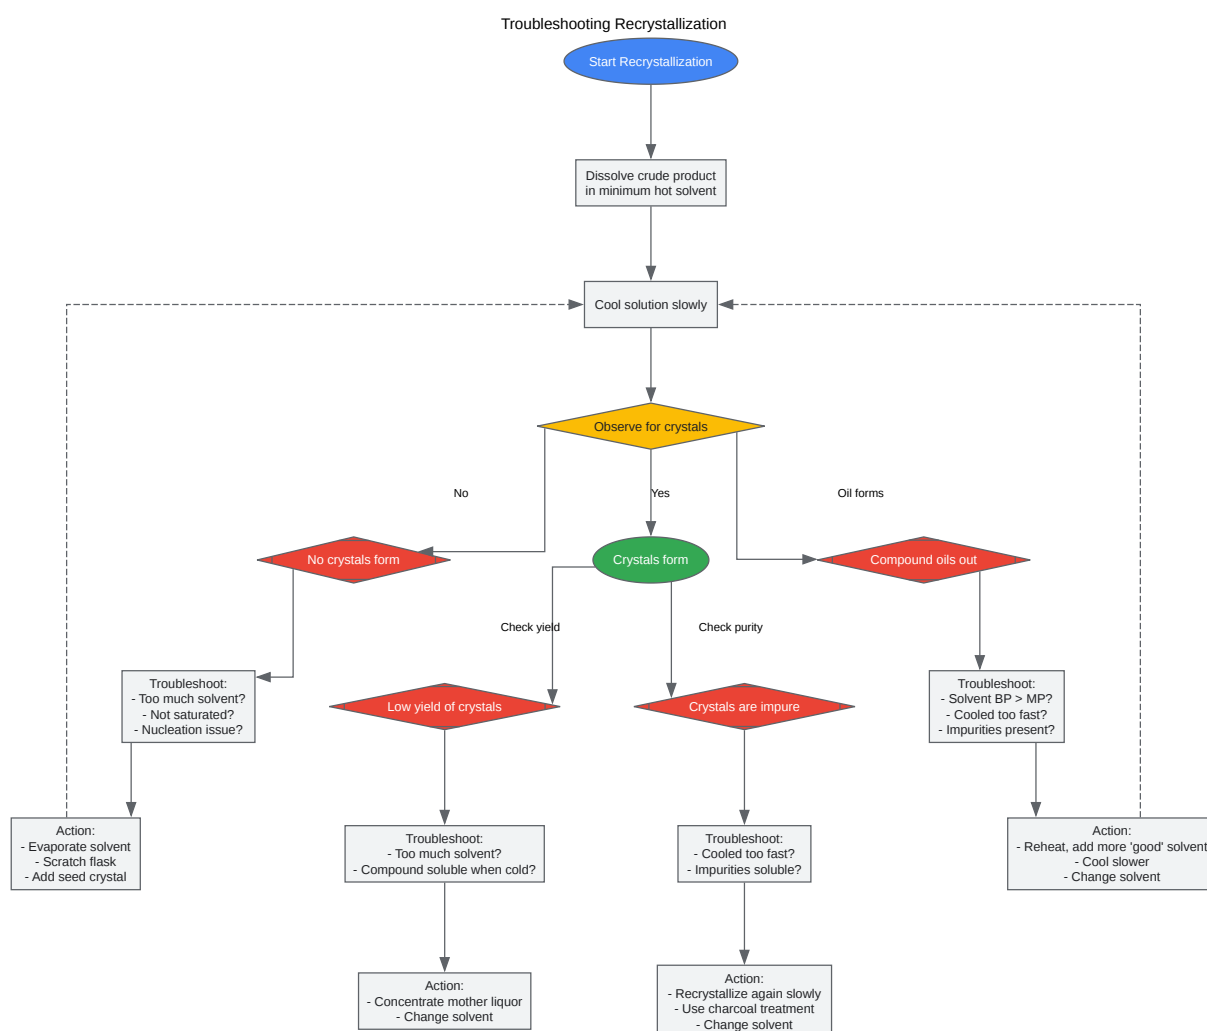 Troubleshooting Recrystallization
Start Recrystallization
Dissolve crude product
in minimum hot solvent
Cool solution slowly
Observe for crystals
No
Yes
Oil forms
No crystals form
Crystals form
Compound oils out
Check yield
Check purity
Troubleshoot:
- Too much solvent?
- Not saturated?
- Nucleation issue?
Low yield of crystals
Crystals are impure
Troubleshoot:
- Solvent BP > MP?
- Cooled too fast?
- Impurities present?
Action:
- Evaporate solvent
- Scratch flask
- Add seed crystal
Troubleshoot:
- Too much solvent?
- Compound soluble when cold?
Troubleshoot:
- Cooled too fast?
- Impurities soluble?
Action:
- Reheat, add more 'good' solvent
- Cool slower
- Change solvent
Action:
- Concentrate mother liquor
- Change solvent
Action:
- Recrystallize again slowly
- Use charcoal treatment
- Change solvent